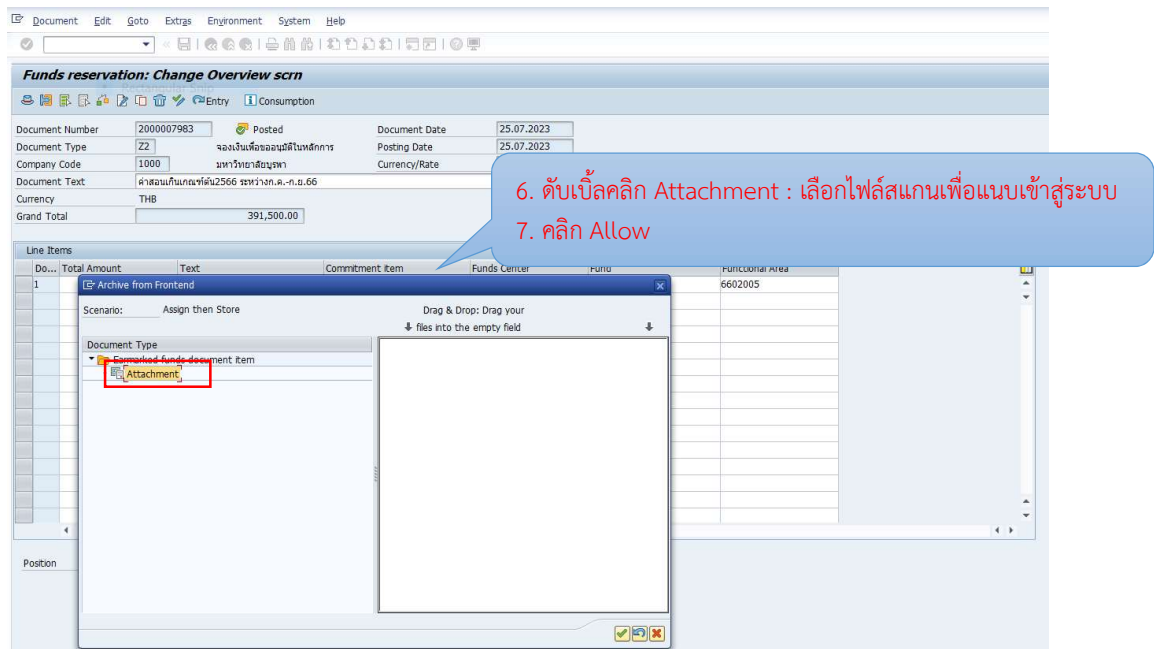 Document Edit Goto Extras Environment System Help
Funds reservation: Change Overview scrn
Rectangular Snip
Entry Consumption
Document Number 2000007983 Posted Document Date 25.07.2023
Document Type Z2 จองเงินเพื่อขออนุมัติในหลักการ Posting Date 25.07.2023
Company Code 1000 มหาวิทยาลัยบูรพา Currency/Rate
Document Text ค่าสอนเกินเกณฑ์ต้น2566 ระหว่างก.ค.-ก.ย.66
Currency THB
Grand Total 391,500.00
6. ดับเบิ้ลคลิก Attachment : เลือกไฟล์สแกนเพื่อแนบเข้าสู่ระบบ
7. คลิก Allow
Line Items
Do... Total Amount Text Commitment item Funds Center Fund Functional Area
1 6602005
Archive from Frontend
Scenario: Assign then Store Drag & Drop: Drag your
files into the empty field
Document Type
Earmarked funds document item
Attachment
Position